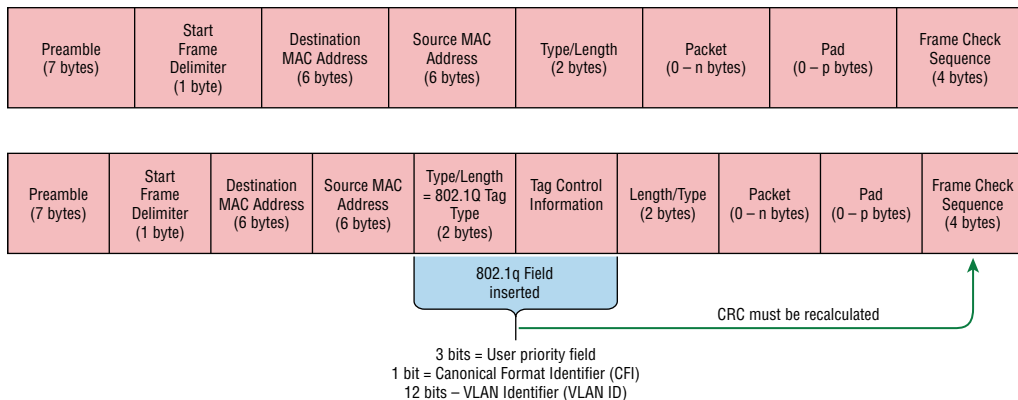 Preamble
(7 bytes)
Start
Frame
Delimiter
(1 byte)
Destination
MAC Address
(6 bytes)
Source MAC
Address
(6 bytes)
Type/Length
(2 bytes)
Packet
(0 – n bytes)
Pad
(0 – p bytes)
Frame Check
Sequence
(4 bytes)
Preamble
(7 bytes)
Start
Frame
Delimiter
(1 byte)
Destination
MAC Address
(6 bytes)
Source MAC
Address
(6 bytes)
Type/Length
= 802.1Q Tag
Type
(2 bytes)
Tag Control
Information
Length/Type
(2 bytes)
Packet
(0 – n bytes)
Pad
(0 – p bytes)
Frame Check
Sequence
(4 bytes)
802.1q Field
inserted
CRC must be recalculated
3 bits = User priority field
1 bit = Canonical Format Identifier (CFI)
12 bits – VLAN Identifier (VLAN ID)